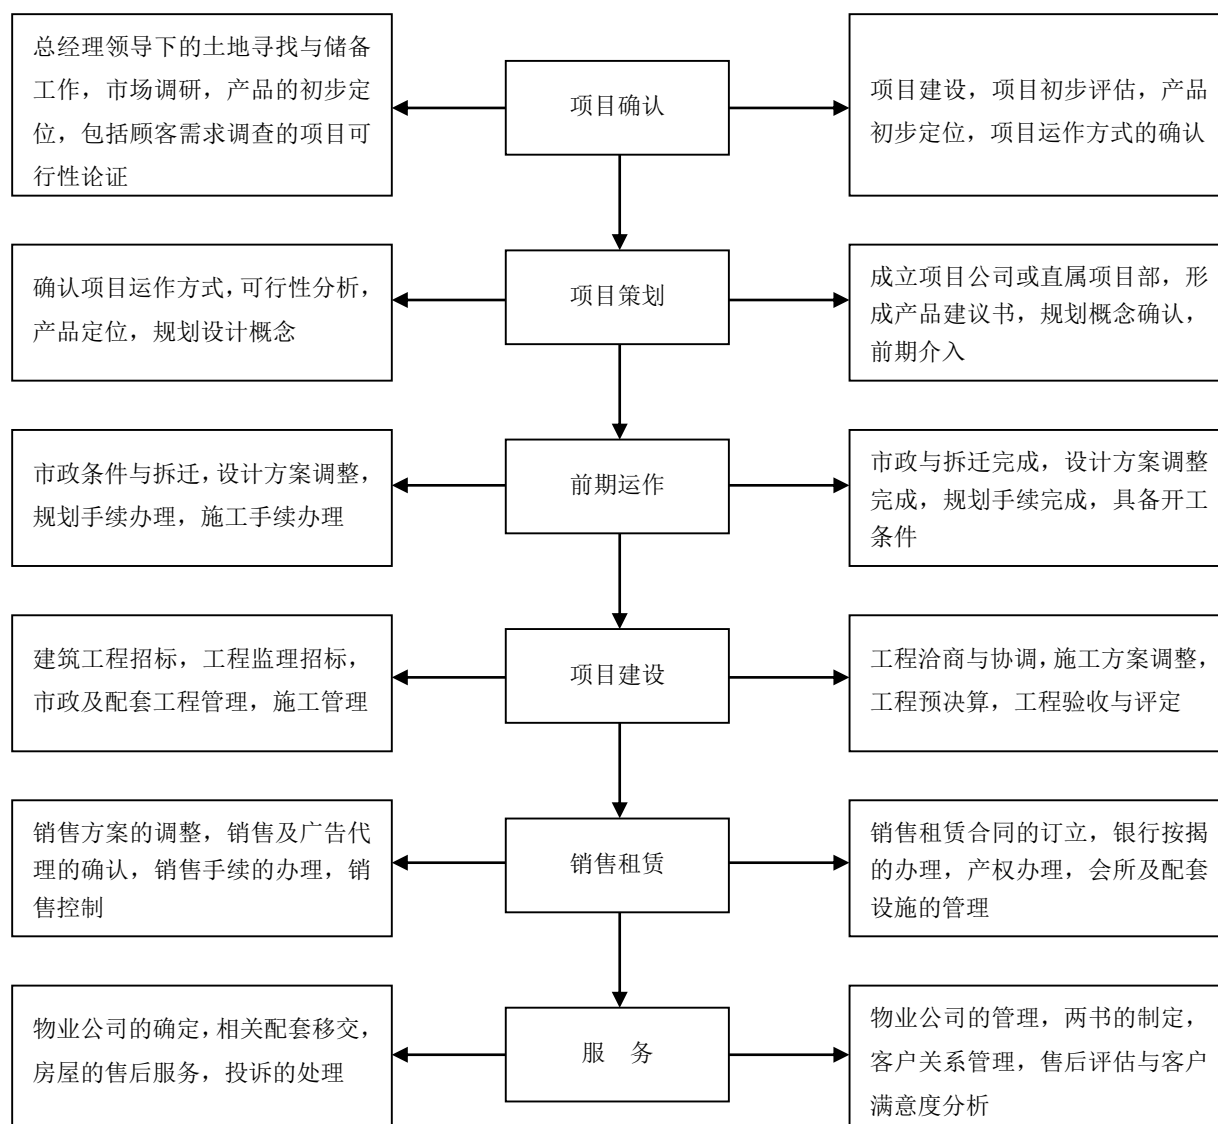 总经理领导下的土地寻找与储备
工作，市场调研，产品的初步定
位，包括顾客需求调查的项目可
行性论证
项目确认
项目建设，项目初步评估，产品
初步定位，项目运作方式的确认
确认项目运作方式，可行性分析，
产品定位，规划设计概念
项目策划
成立项目公司或直属项目部，形
成产品建议书，规划概念确认，
前期介入
市政条件与拆迁，设计方案调整，
规划手续办理，施工手续办理
前期运作
市政与拆迁完成，设计方案调整
完成，规划手续完成，具备开工
条件
建筑工程招标，工程监理招标，
市政及配套工程管理，施工管理
项目建设
工程洽商与协调，施工方案调整，
工程预决算，工程验收与评定
销售方案的调整，销售及广告代
理的确认，销售手续的办理，销
售控制
销售租赁
销售租赁合同的订立，银行按揭
的办理，产权办理，会所及配套
设施的管理
物业公司的确定，相关配套移交，
房屋的售后服务，投诉的处理
服　务
物业公司的管理，两书的制定，
客户关系管理，售后评估与客户
满意度分析